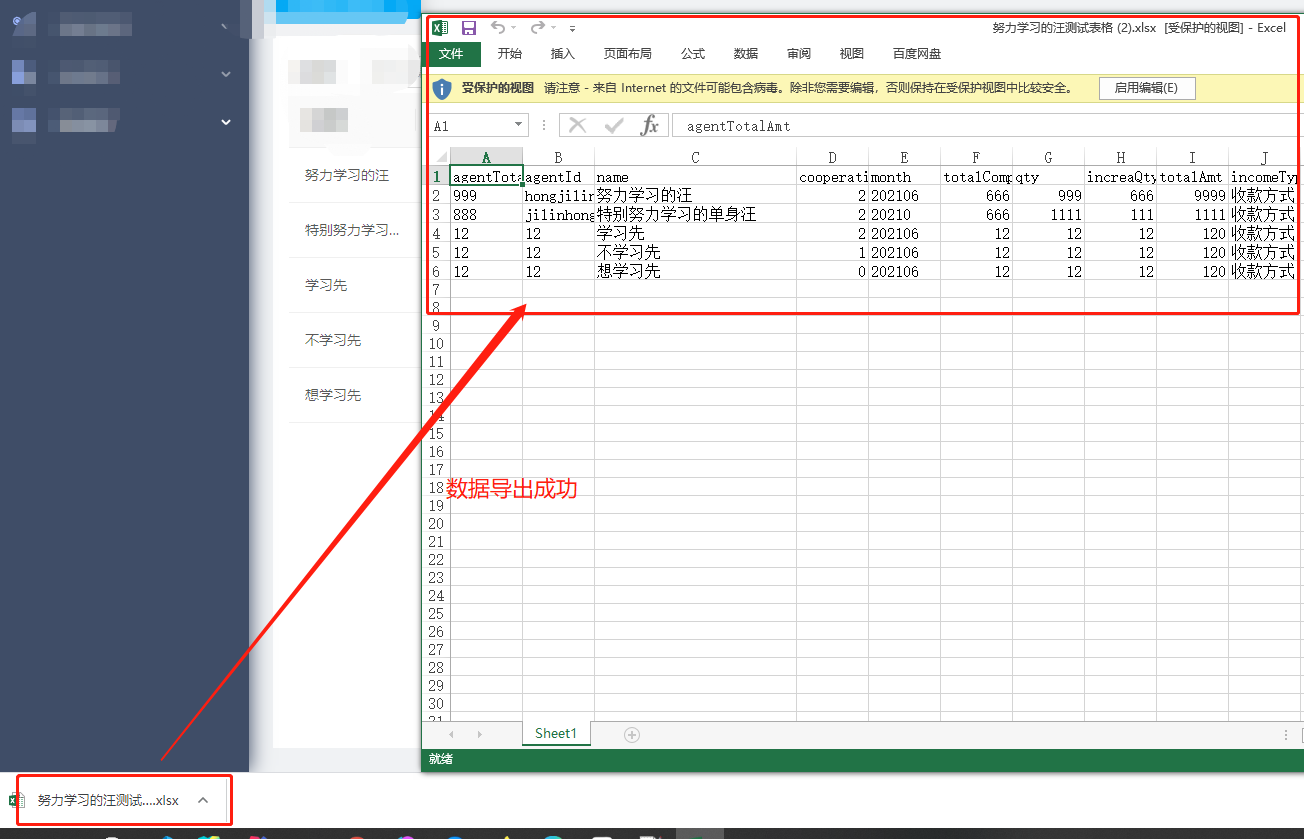 努力学习的汪测试表格 (2).xlsx [受保护的视图] - Excel
文件 开始 插入 页面布局 公式 数据 审阅 视图 百度网盘
受保护的视图 请注意 - 来自 Internet 的文件可能包含病毒。除非您需要编辑，否则保持在受保护视图中比较安全。 启用编辑(E)
A1 fx agentTotalAmt
A B C D E F G H I J
1 agentTota agentId name cooperati month totalComp qty increaQty totalAmt incomeTyp
2 999 hongjilin 努力学习的汪 2 202106 666 999 666 9999 收款方式
3 888 jilinhong 特别努力学习的单身汪 2 20210 666 1111 111 1111 收款方式
4 12 12 学习先 2 202106 12 12 12 120 收款方式
5 12 12 不学习先 1 202106 12 12 12 120 收款方式
6 12 12 想学习先 0 202106 12 12 12 120 收款方式
7
8
9
10
11
12
13
14
15
16
17
18
19
20
21
22
23
24
25
26
27
28
29
30
31
努力学习的汪
特别努力学习...
学习先
不学习先
想学习先
数据导出成功
Sheet1
就绪
努力学习的汪测试....xlsx